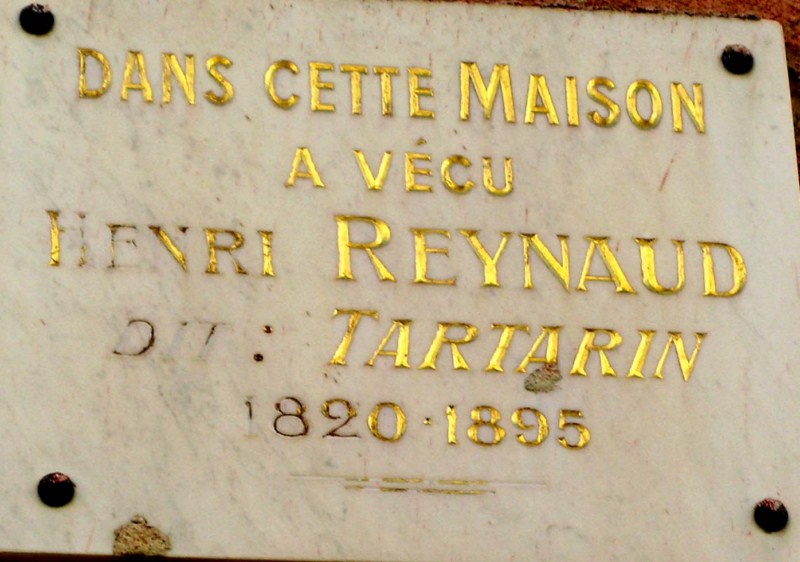 DANS CETTE MAISON
A VÉCU
HENRI REYNAUD
DIT : TARTARIN
1820 · 1895